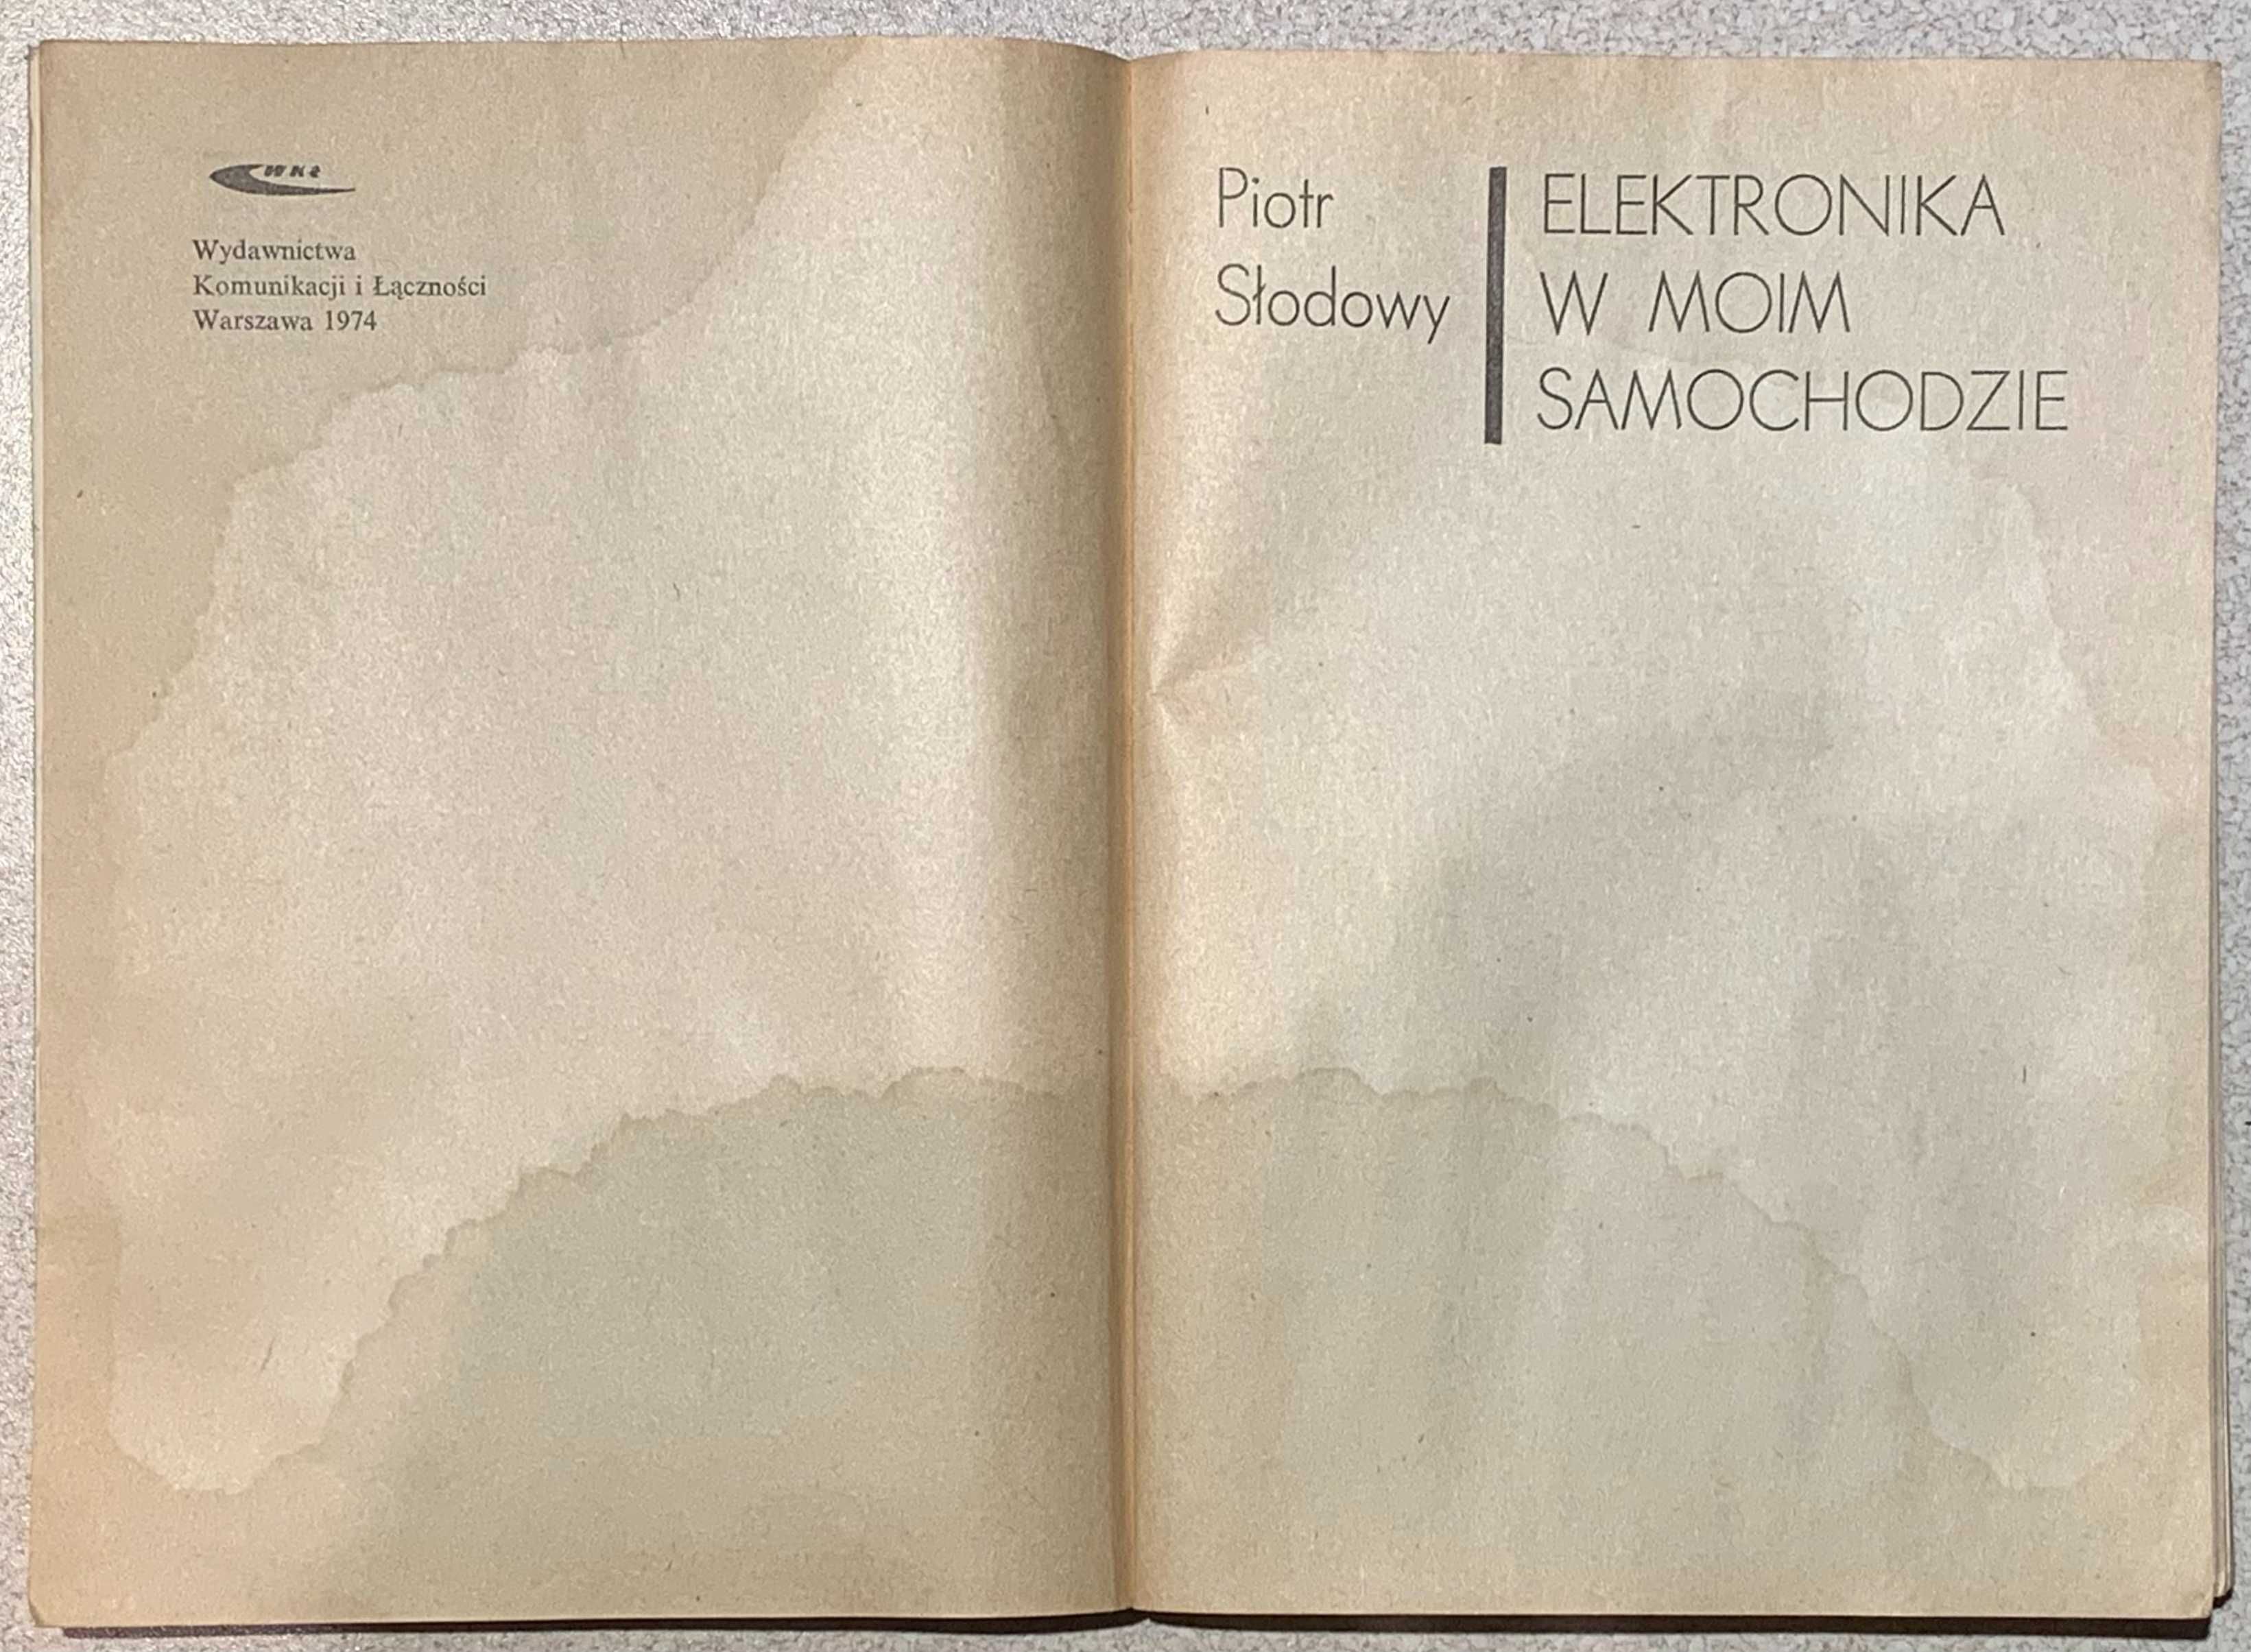 WKŁ
Wydawnictwa
Komunikacji i Łączności
Warszawa 1974
Piotr
Słodowy
ELEKTRONIKA
W MOIM
SAMOCHODZIE